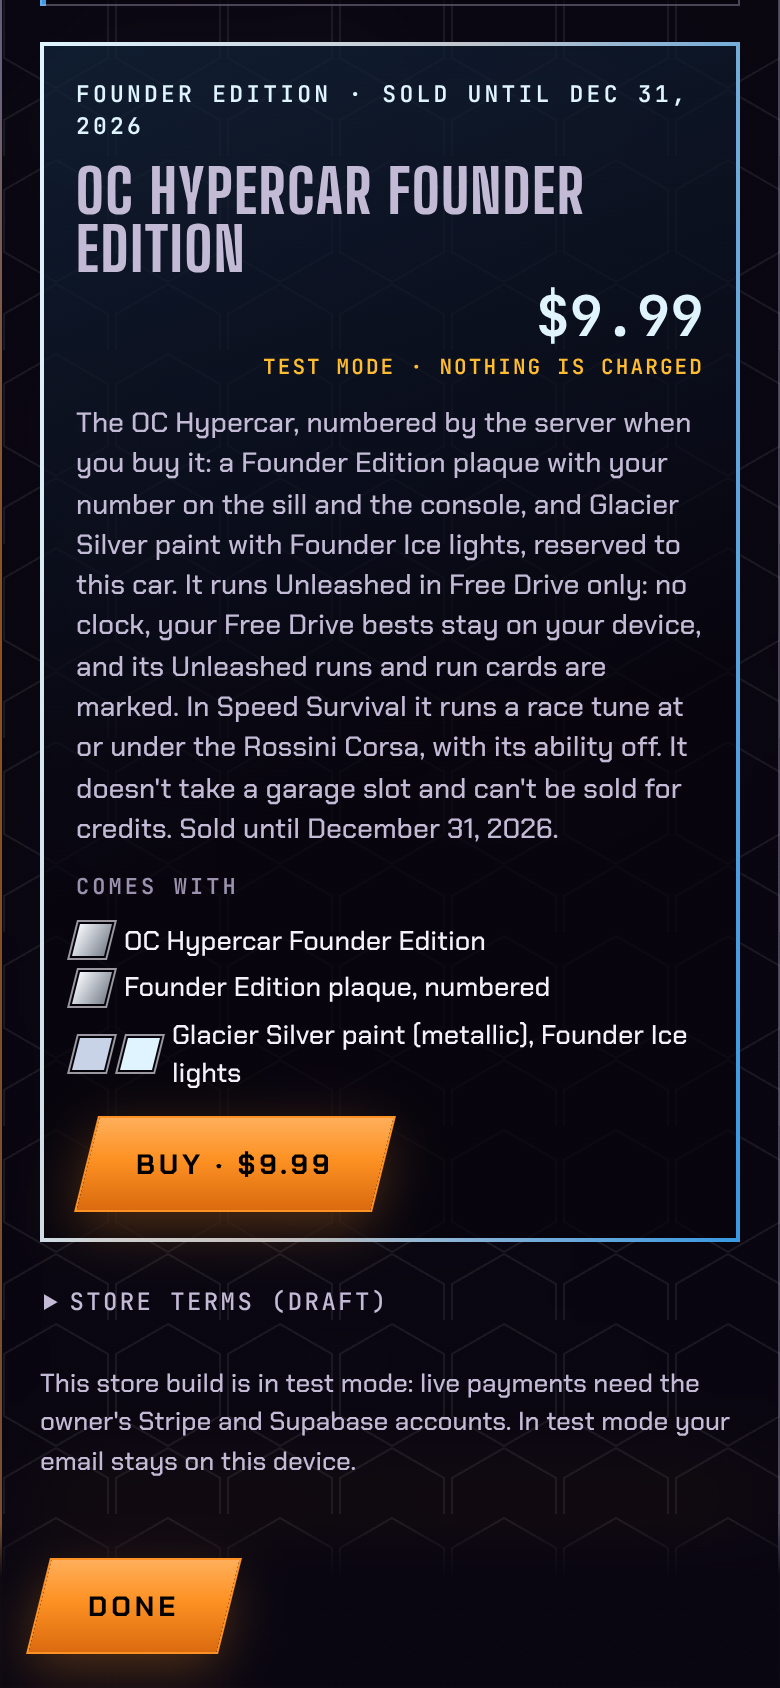 FOUNDER EDITION · SOLD UNTIL DEC 31,
2026
OC HYPERCAR FOUNDER
EDITION
$9.99
TEST MODE · NOTHING IS CHARGED
The OC Hypercar, numbered by the server when
you buy it: a Founder Edition plaque with your
number on the sill and the console, and Glacier
Silver paint with Founder Ice lights, reserved to
this car. It runs Unleashed in Free Drive only: no
clock, your Free Drive bests stay on your device,
and its Unleashed runs and run cards are
marked. In Speed Survival it runs a race tune at
or under the Rossini Corsa, with its ability off. It
doesn't take a garage slot and can't be sold for
credits. Sold until December 31, 2026.
COMES WITH
OC Hypercar Founder Edition
Founder Edition plaque, numbered
Glacier Silver paint (metallic), Founder Ice
lights
BUY · $9.99
▶ STORE TERMS (DRAFT)
This store build is in test mode: live payments need the
owner's Stripe and Supabase accounts. In test mode your
email stays on this device.
DONE